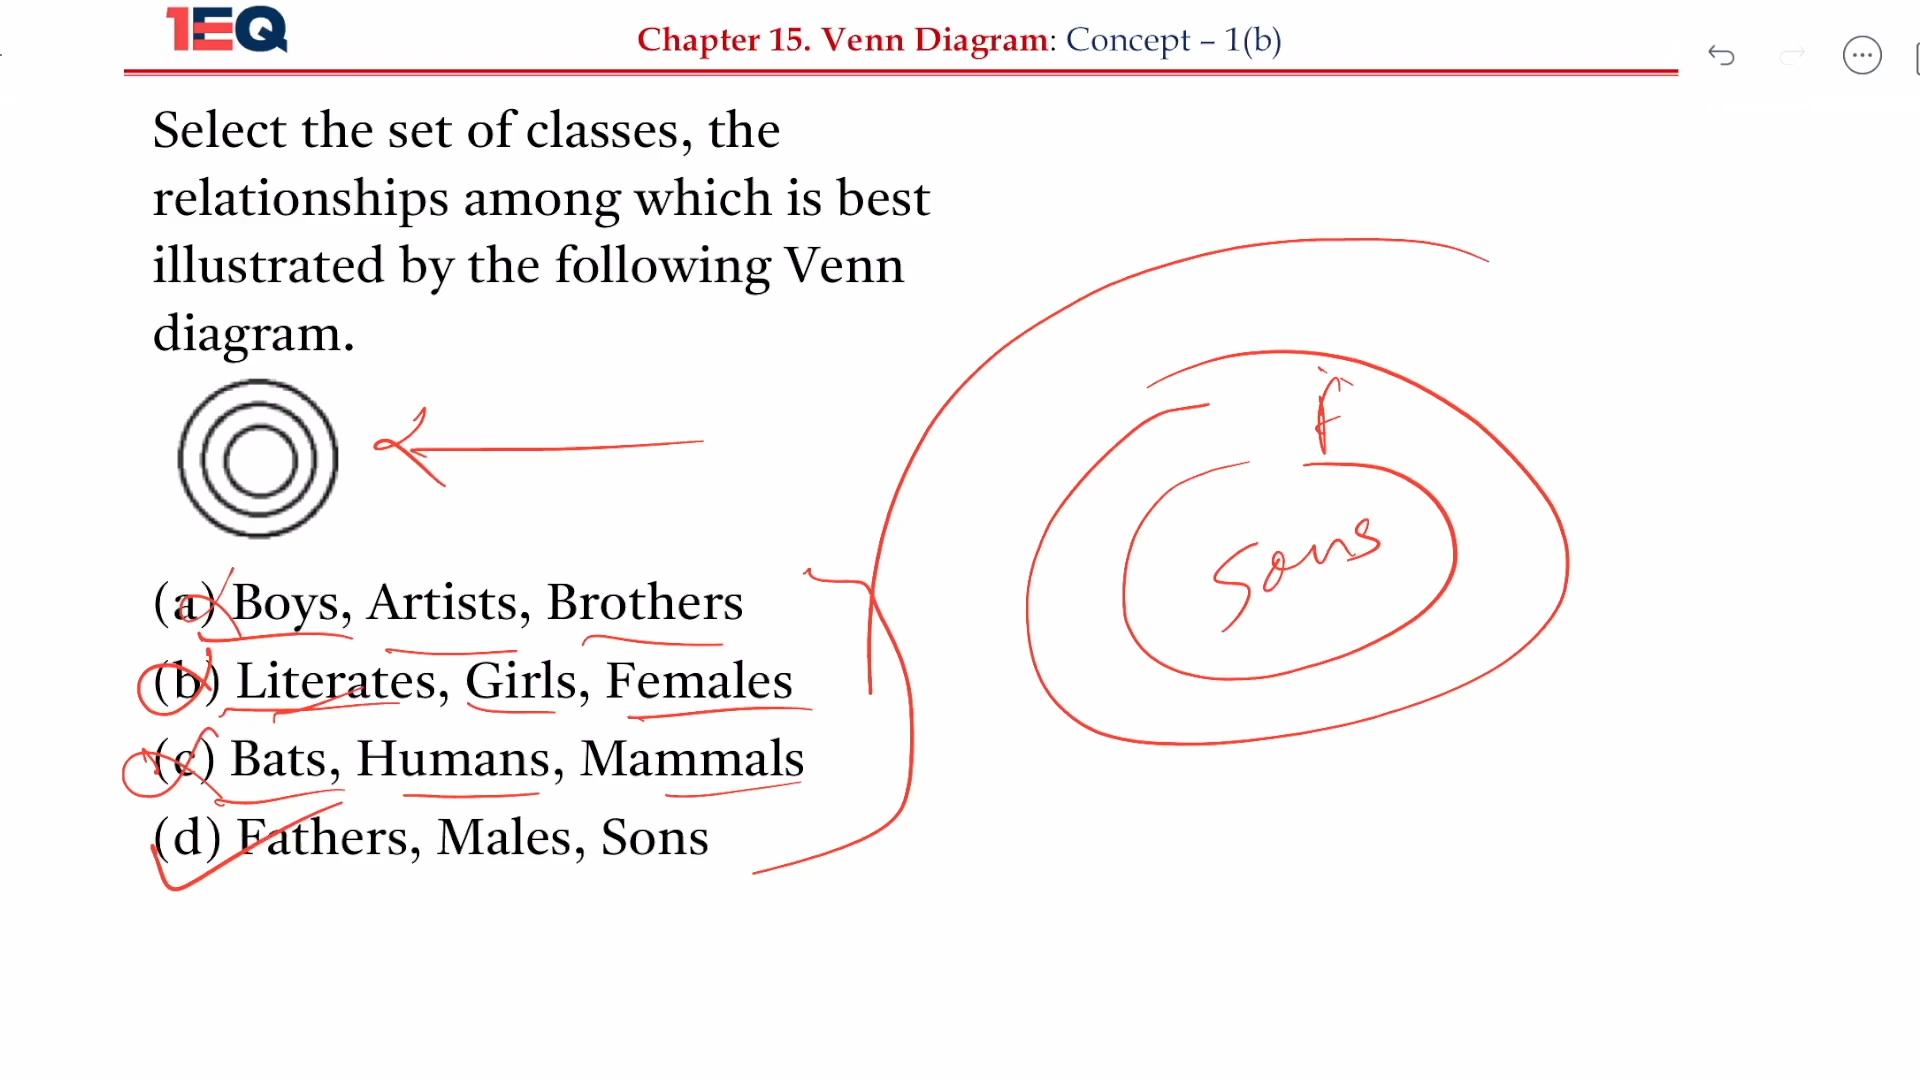 1EQ
Chapter 15. Venn Diagram: Concept – 1(b)
Select the set of classes, the
relationships among which is best
illustrated by the following Venn
diagram.
(a) Boys, Artists, Brothers
(b) Literates, Girls, Females
(c) Bats, Humans, Mammals
(d) Fathers, Males, Sons
F
Sons